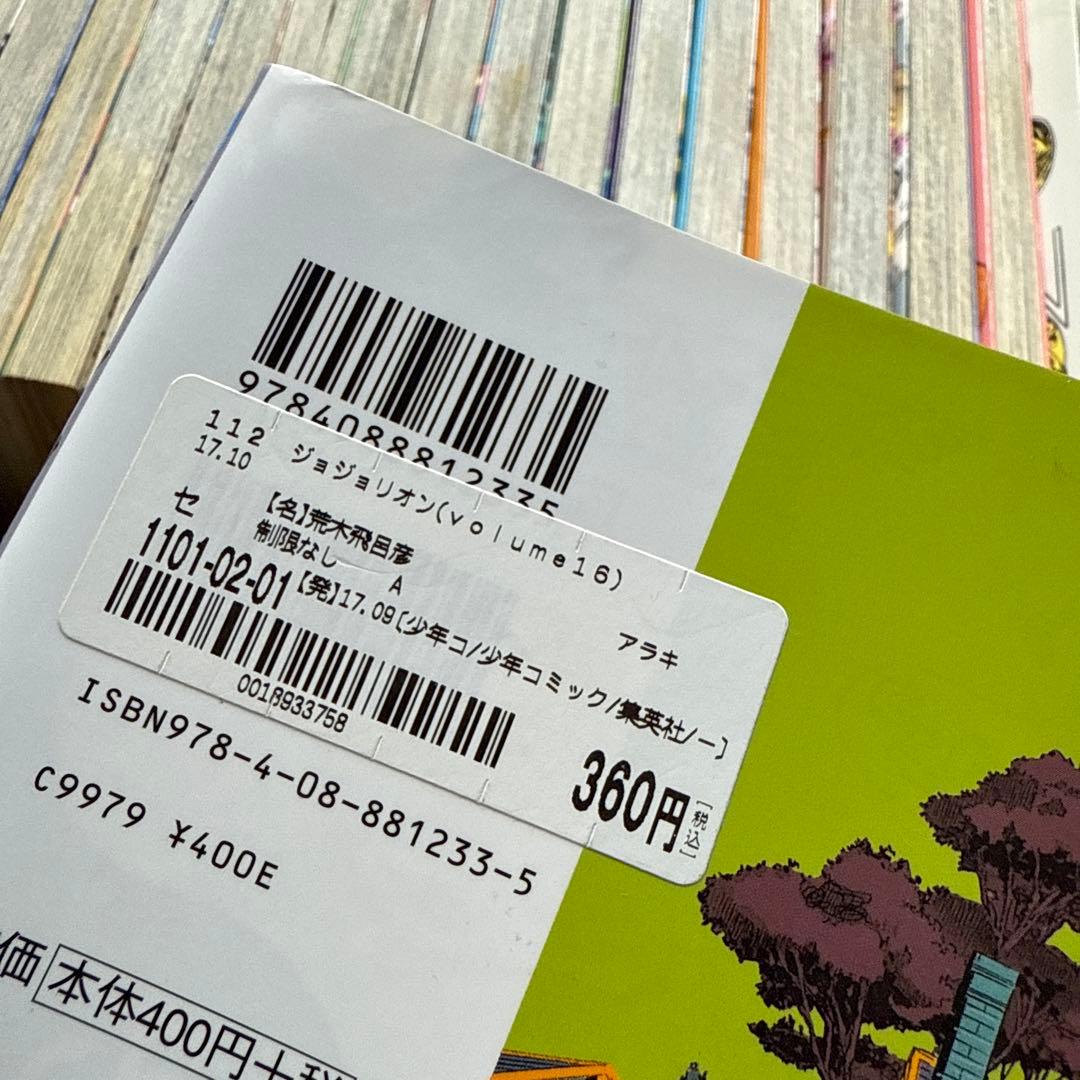 9784088812335
112 ジョジョリオン(volume16)
17.10
アラキ
セ 【名】荒木飛呂彦
制限なし A
1101-02-01 【発】17.09〔少年コ/少年コミック/集英社/ー〕
0018933758
360円 [税込]
ISBN978-4-08-881233-5
C9979 ¥400E
価 本体400円+税